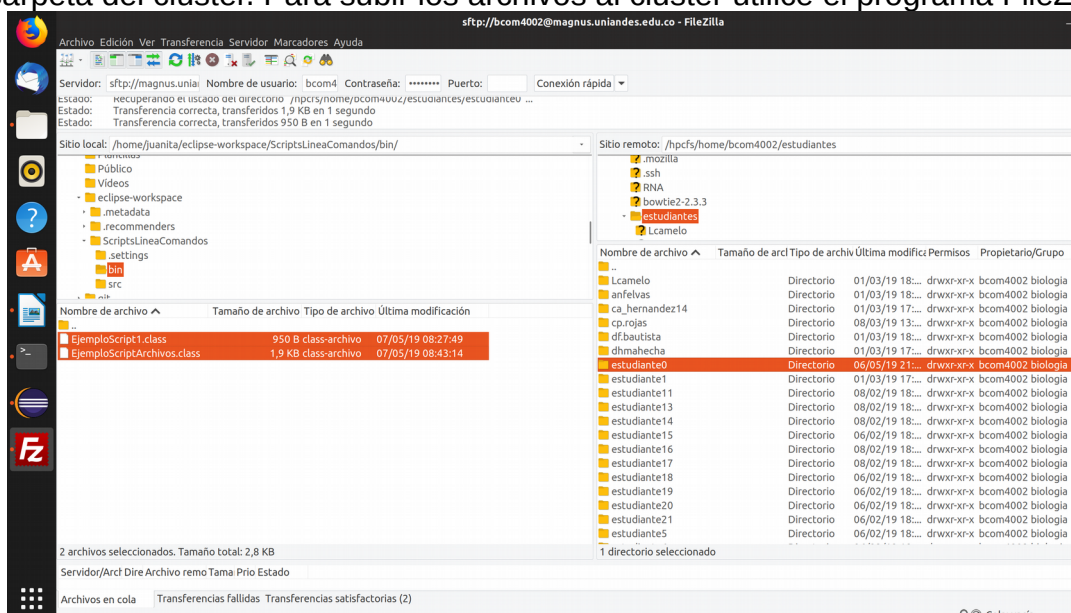 carpeta del cluster. Para subir los archivos al cluster utilice el programa FileZ
sftp://bcom4002@magnus.uniandes.edu.co - FileZilla
Archivo Edición Ver Transferencia Servidor Marcadores Ayuda
Servidor: sftp://magnus.unia Nombre de usuario: bcom4 Contraseña: •••••••• Puerto: Conexión rápida
Estado: Recuperando el listado del directorio "/hpcfs/home/bcom4002/estudiantes/estudiante0" ...
Estado: Transferencia correcta, transferidos 1,9 KB en 1 segundo
Estado: Transferencia correcta, transferidos 950 B en 1 segundo
Sitio local: /home/juanita/eclipse-workspace/ScriptsLineaComandos/bin/
Plantillas
Público
Vídeos
eclipse-workspace
.metadata
.recommenders
ScriptsLineaComandos
.settings
bin
src
git
Nombre de archivo Tamaño de archivo Tipo de archivo Última modificación
..
EjemploScript1.class 950 B class-archivo 07/05/19 08:27:49
EjemploScriptArchivos.class 1,9 KB class-archivo 07/05/19 08:43:14
2 archivos seleccionados. Tamaño total: 2,8 KB
Sitio remoto: /hpcfs/home/bcom4002/estudiantes
.mozilla
.ssh
RNA
bowtie2-2.3.3
estudiantes
Lcamelo
Nombre de archivo Tamaño de arcl Tipo de archiv Última modific Permisos Propietario/Grupo
..
Lcamelo Directorio 01/03/19 18:... drwxr-xr-x bcom4002 biologia
anfelvas Directorio 01/03/19 18:... drwxr-xr-x bcom4002 biologia
ca_hernandez14 Directorio 01/03/19 17:... drwxr-xr-x bcom4002 biologia
cp.rojas Directorio 08/03/19 13:... drwxr-xr-x bcom4002 biologia
df.bautista Directorio 01/03/19 18:... drwxr-xr-x bcom4002 biologia
dhmahecha Directorio 01/03/19 17:... drwxr-xr-x bcom4002 biologia
estudiante0 Directorio 06/05/19 21:... drwxr-xr-x bcom4002 biologia
estudiante1 Directorio 01/03/19 17:... drwxr-xr-x bcom4002 biologia
estudiante11 Directorio 08/02/19 18:... drwxr-xr-x bcom4002 biologia
estudiante13 Directorio 08/02/19 18:... drwxr-xr-x bcom4002 biologia
estudiante14 Directorio 08/02/19 18:... drwxr-xr-x bcom4002 biologia
estudiante15 Directorio 06/02/19 18:... drwxr-xr-x bcom4002 biologia
estudiante16 Directorio 08/02/19 18:... drwxr-xr-x bcom4002 biologia
estudiante17 Directorio 08/02/19 18:... drwxr-xr-x bcom4002 biologia
estudiante18 Directorio 06/02/19 18:... drwxr-xr-x bcom4002 biologia
estudiante19 Directorio 06/02/19 18:... drwxr-xr-x bcom4002 biologia
estudiante20 Directorio 06/02/19 18:... drwxr-xr-x bcom4002 biologia
estudiante21 Directorio 06/02/19 18:... drwxr-xr-x bcom4002 biologia
estudiante5 Directorio 06/02/19 18:... drwxr-xr-x bcom4002 biologia
1 directorio seleccionado
Servidor/Arch Dire Archivo remo Tama Prio Estado
Archivos en cola Transferencias fallidas Transferencias satisfactorias (2)